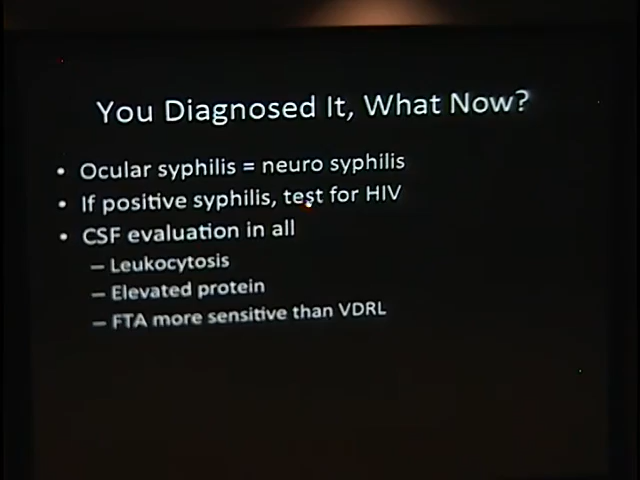 You Diagnosed It, What Now?
• Ocular syphilis = neuro syphilis
• If positive syphilis, test for HIV
• CSF evaluation in all
– Leukocytosis
– Elevated protein
– FTA more sensitive than VDRL